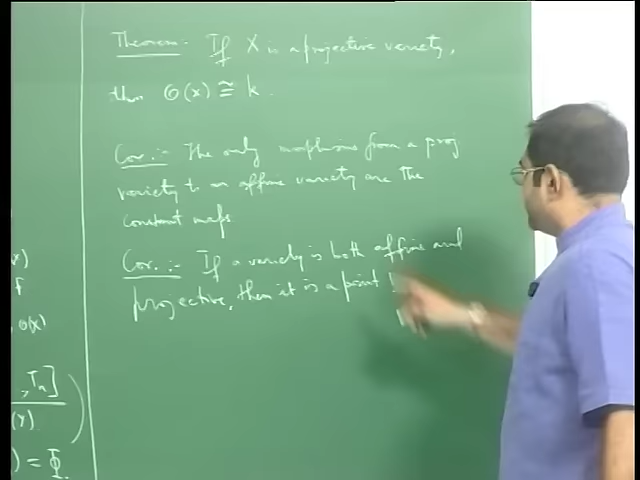 Theorem:- If X is a projective variety,
then O(X) ≅ k.
Cor.:- The only morphisms from a proj
variety to an affine variety are the
constant maps
Cor.:- If a variety is both affine and
projective, then it is a point!
x)
f
O(X)
, Tn]
(Y)
) = Φ.